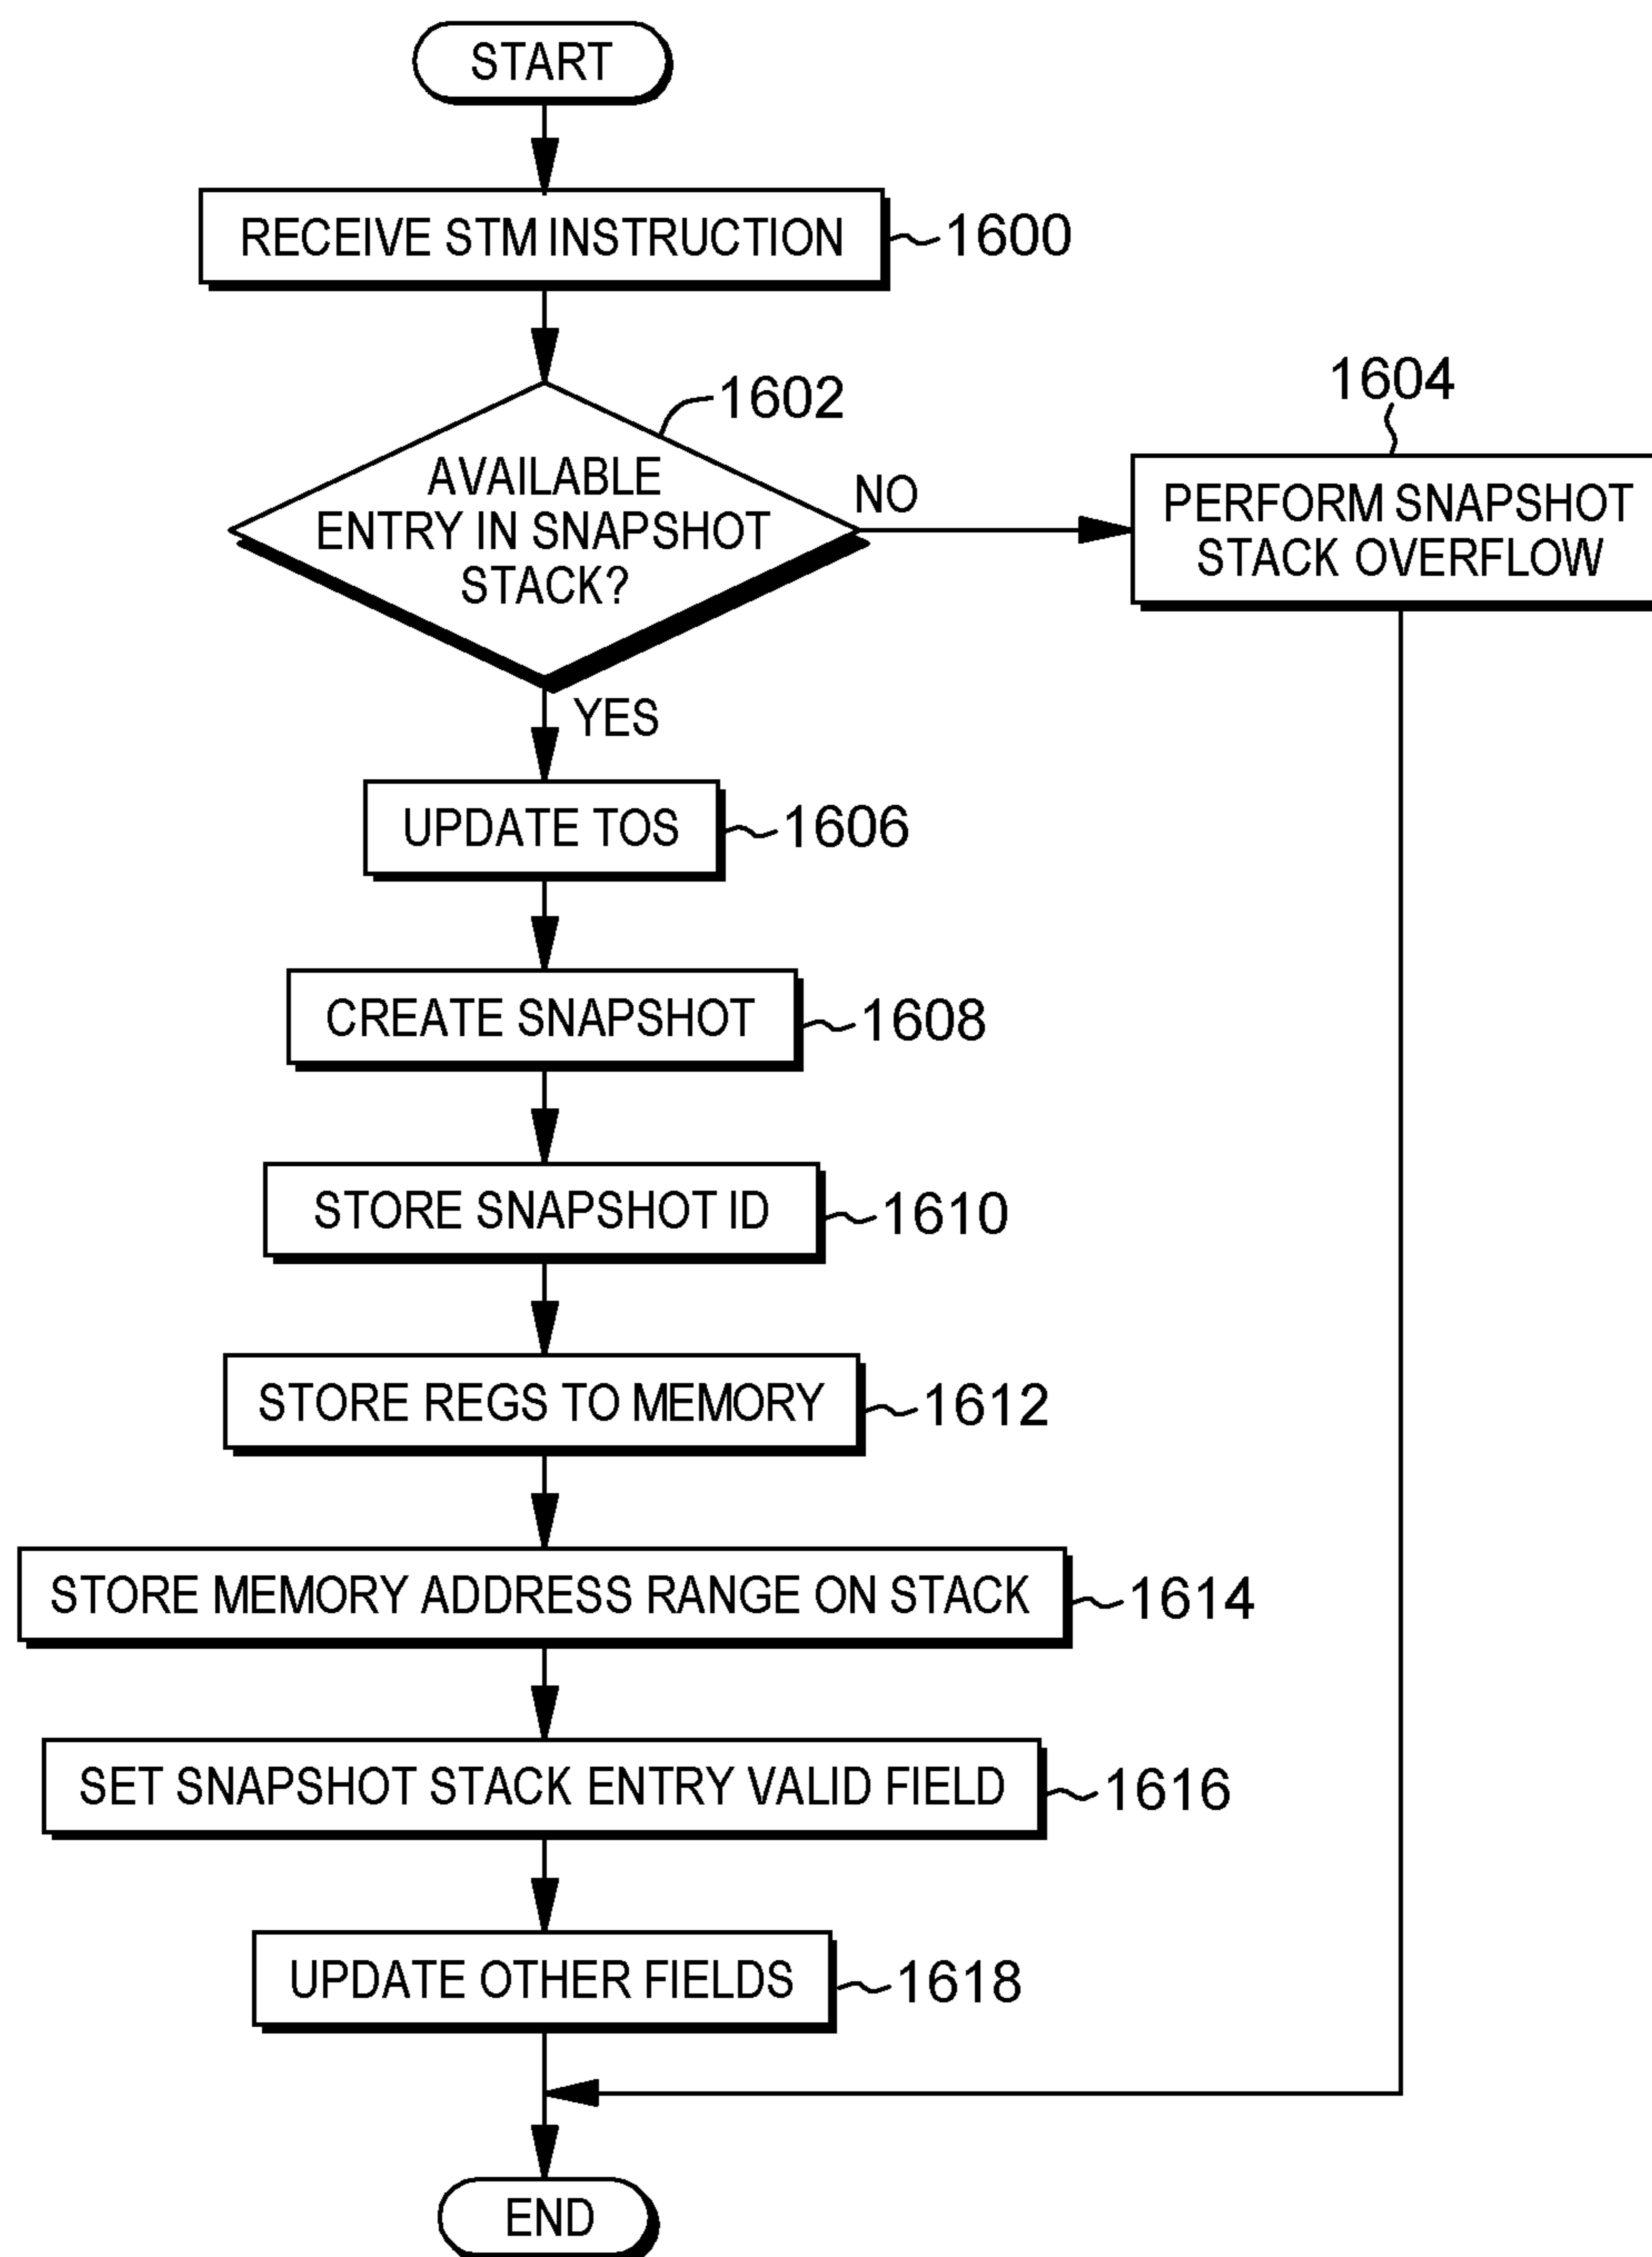 START
RECEIVE STM INSTRUCTION
1600
1602
AVAILABLE
ENTRY IN SNAPSHOT
STACK?
NO
1604
PERFORM SNAPSHOT
STACK OVERFLOW
YES
UPDATE TOS
1606
CREATE SNAPSHOT
1608
STORE SNAPSHOT ID
1610
STORE REGS TO MEMORY
1612
STORE MEMORY ADDRESS RANGE ON STACK
1614
SET SNAPSHOT STACK ENTRY VALID FIELD
1616
UPDATE OTHER FIELDS
1618
END